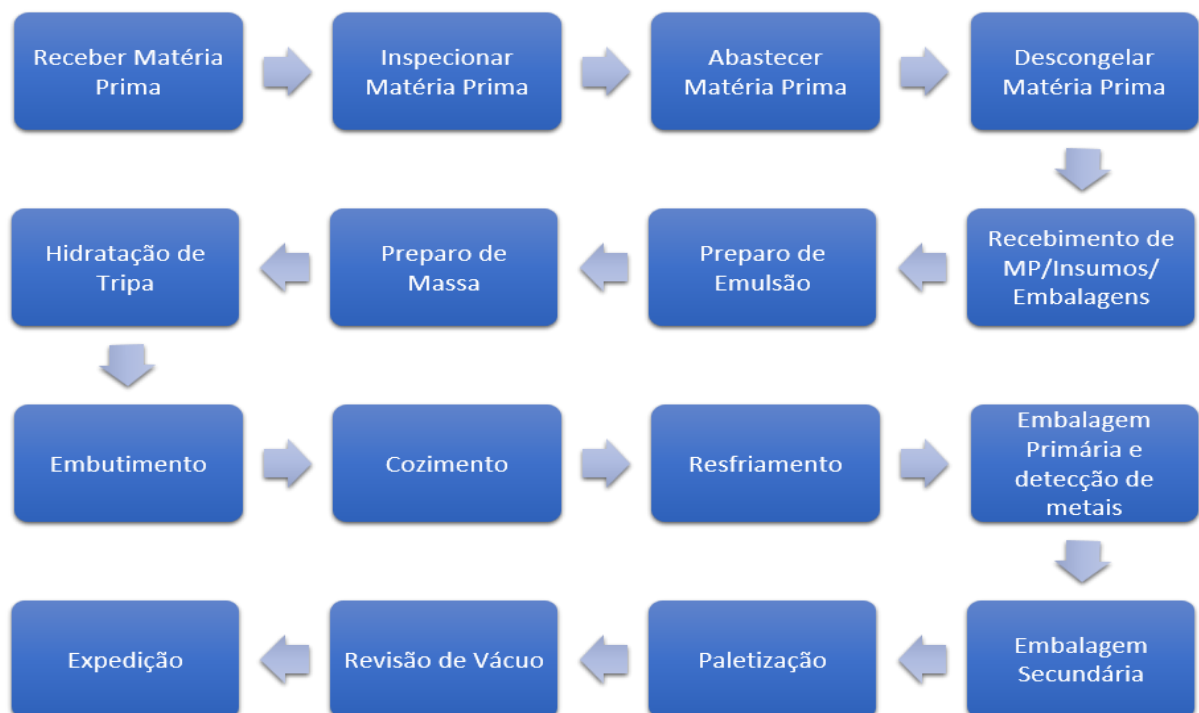 Receber Matéria
Prima
Inspecionar
Matéria Prima
Abastecer
Matéria Prima
Descongelar
Matéria Prima
Recebimento de
MP/Insumos/
Embalagens
Preparo de
Emulsão
Preparo de
Massa
Hidratação de
Tripa
Embutimento
Cozimento
Resfriamento
Embalagem
Primária e
detecção de
metais
Embalagem
Secundária
Paletização
Revisão de Vácuo
Expedição